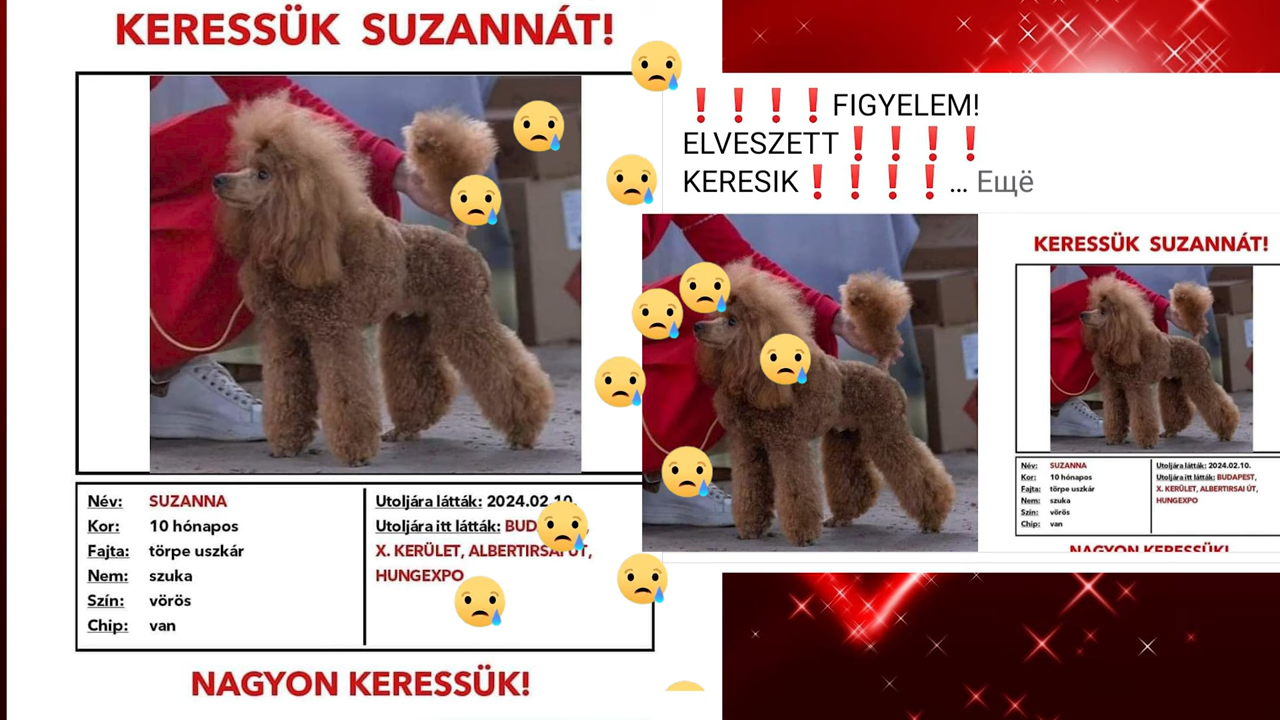 KERESSÜK SUZANNÁT!
Név: SUZANNA
Kor: 10 hónapos
Fajta: törpe uszkár
Nem: szuka
Szín: vörös
Chip: van
Utoljára látták: 2024.02.10.
Utoljára itt látták:
X. KERÜLET, ALBERTIRSAI ÚT,
HUNGEXPO
NAGYON KERESSÜK!
❗❗❗❗FIGYELEM!
ELVESZETT❗❗❗❗
KERESIK❗❗❗❗... Ещё
KERESSÜK SUZANNÁT!
Név: SUZANNA
Kor: 10 hónapos
Fajta: törpe uszkár
Nem: szuka
Szín: vörös
Chip: van
Utoljára látták: 2024.02.10.
Utoljára itt látták: BUDAPEST,
X. KERÜLET, ALBERTIRSAI ÚT,
HUNGEXPO
NAGYON KERESSÜK!